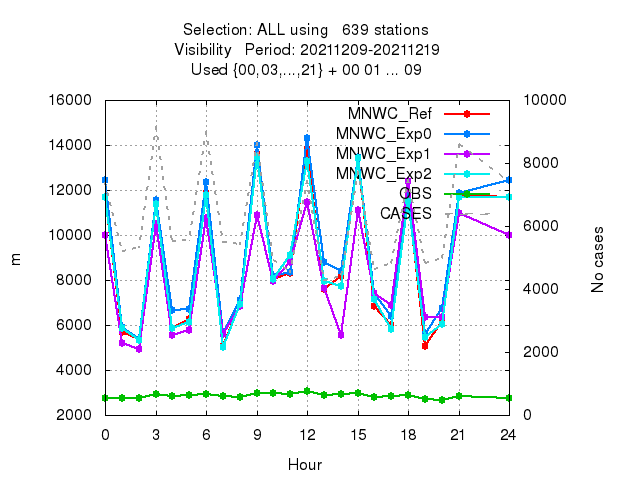 Selection: ALL using 639 stations
Visibility Period: 20211209-20211219
Used {00,03,...,21} + 00 01 ... 09
16000
14000
12000
10000
8000
6000
4000
2000
10000
8000
6000
4000
2000
0
MNWC_Ref
MNWC_Exp0
MNWC_Exp1
MNWC_Exp2
OBS
CASES
m
No cases
0 3 6 9 12 15 18 21 24
Hour